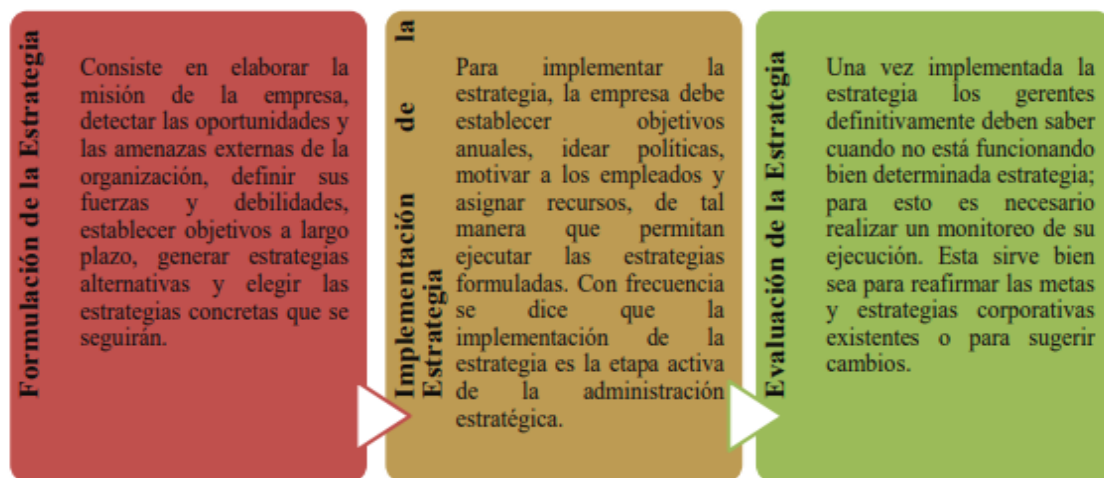 Formulación de la Estrategia
Consiste en elaborar la
misión de la empresa,
detectar las oportunidades y
las amenazas externas de la
organización, definir sus
fuerzas y debilidades,
establecer objetivos a largo
plazo, generar estrategias
alternativas y elegir las
estrategias concretas que se
seguirán.
Implementación de la
Estrategia
Para implementar la
estrategia, la empresa debe
establecer objetivos
anuales, idear políticas,
motivar a los empleados y
asignar recursos, de tal
manera que permitan
ejecutar las estrategias
formuladas. Con frecuencia
se dice que la
implementación de la
estrategia es la etapa activa
de la administración
estratégica.
Evaluación de la Estrategia
Una vez implementada la
estrategia los gerentes
definitivamente deben saber
cuando no está funcionando
bien determinada estrategia;
para esto es necesario
realizar un monitoreo de su
ejecución. Esta sirve bien
sea para reafirmar las metas
y estrategias corporativas
existentes o para sugerir
cambios.